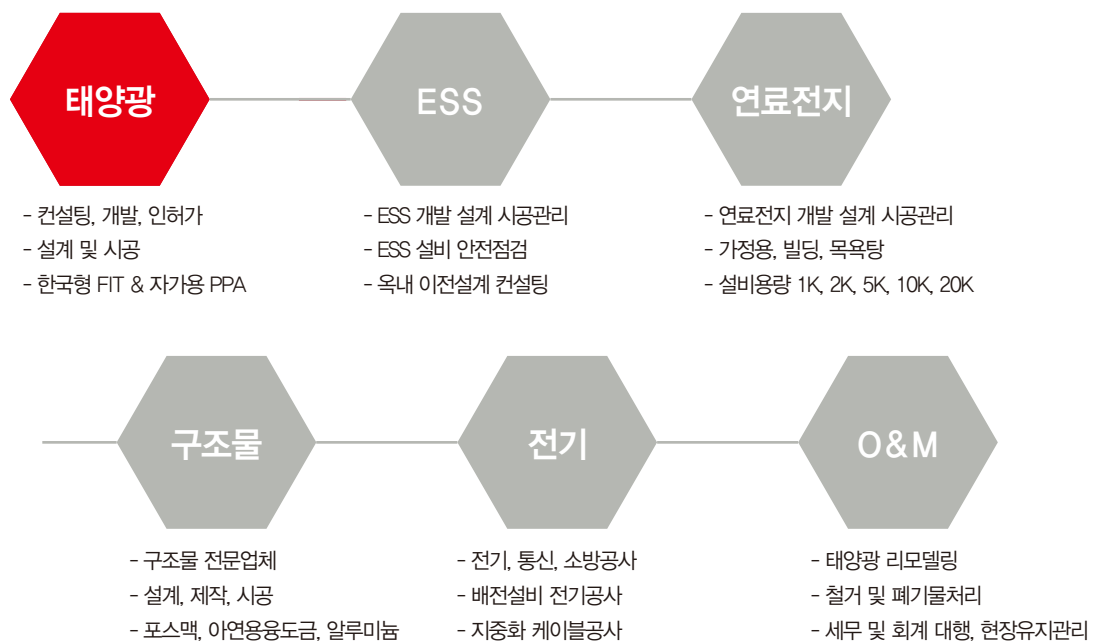 태양광
ESS
연료전지
- 컨설팅, 개발, 인허가
- 설계 및 시공
- 한국형 FIT & 자가용 PPA
- ESS 개발 설계 시공관리
- ESS 설비 안전점검
- 옥내 이전설계 컨설팅
- 연료전지 개발 설계 시공관리
- 가정용, 빌딩, 목욕탕
- 설비용량 1K, 2K, 5K, 10K, 20K
구조물
전기
O&M
- 구조물 전문업체
- 설계, 제작, 시공
- 포스맥, 아연용융도금, 알루미늄
- 전기, 통신, 소방공사
- 배전설비 전기공사
- 지중화 케이블공사
- 태양광 리모델링
- 철거 및 폐기물처리
- 세무 및 회계 대행, 현장유지관리